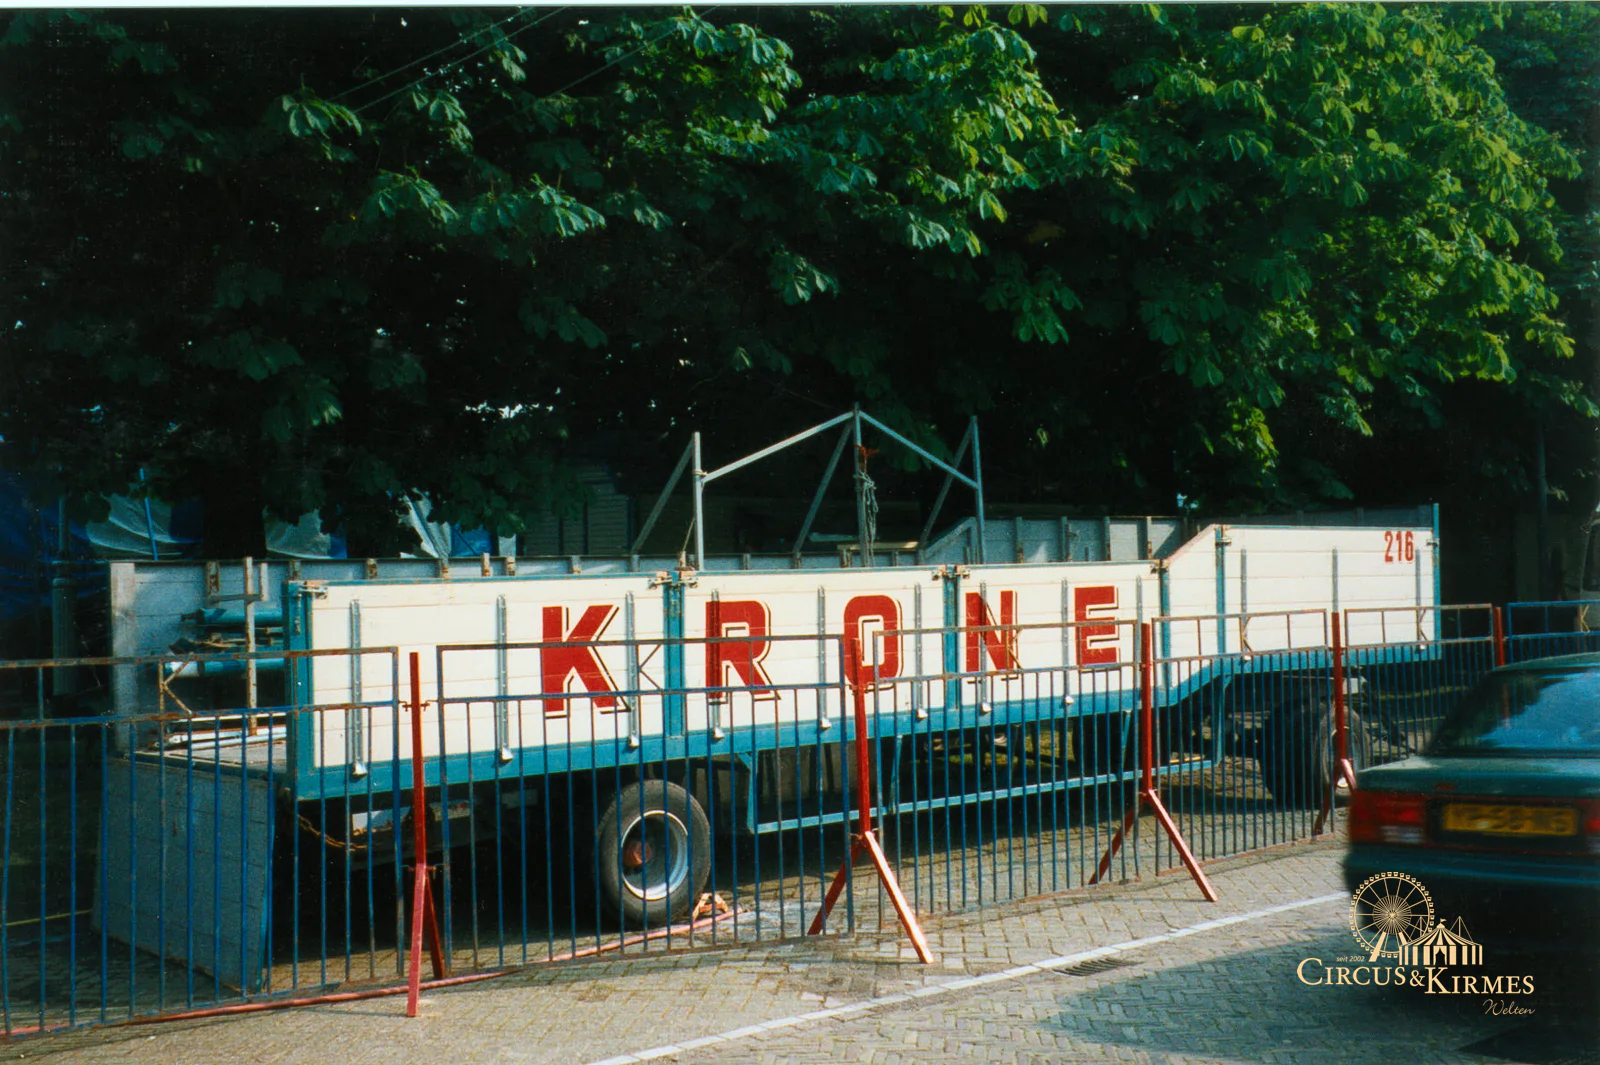 216
KRONE
seit 2002
CIRCUS & KIRMES
Welten